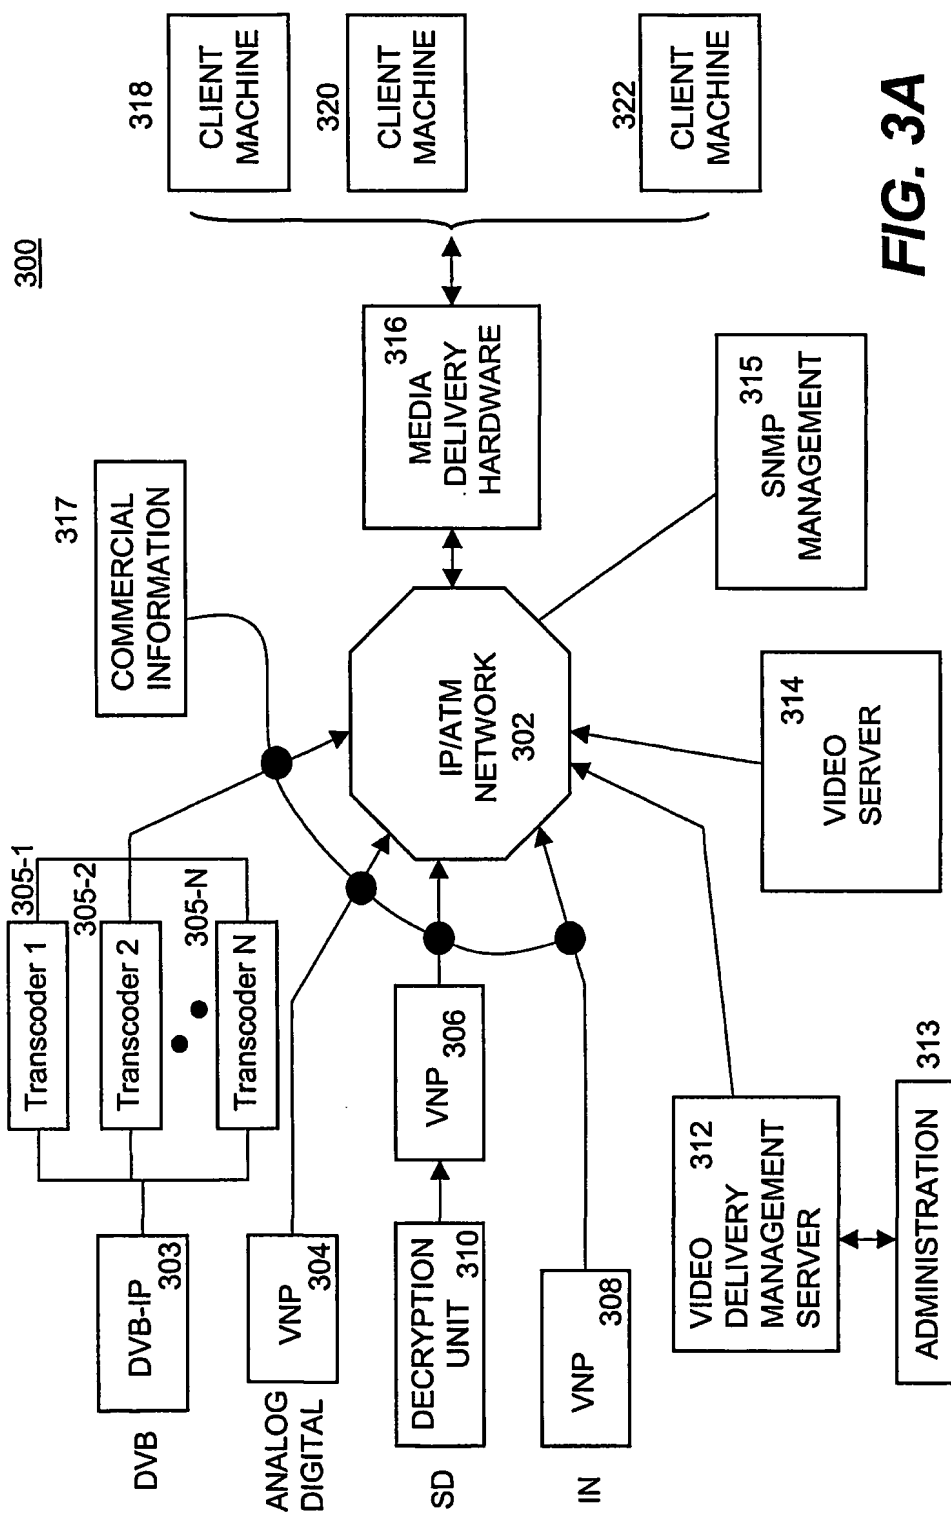 300
DVB
DVB-IP
303
Transcoder 1
305-1
Transcoder 2
305-2
Transcoder N
305-N
COMMERCIAL
INFORMATION
317
ANALOG
DIGITAL
VNP
304
SD
DECRYPTION
UNIT
310
VNP
306
IN
VNP
308
IP/ATM
NETWORK
302
316
MEDIA
DELIVERY
HARDWARE
318
CLIENT
MACHINE
320
CLIENT
MACHINE
322
CLIENT
MACHINE
VIDEO
312
DELIVERY
MANAGEMENT
SERVER
ADMINISTRATION
313
314
VIDEO
SERVER
315
SNMP
MANAGEMENT
FIG. 3A